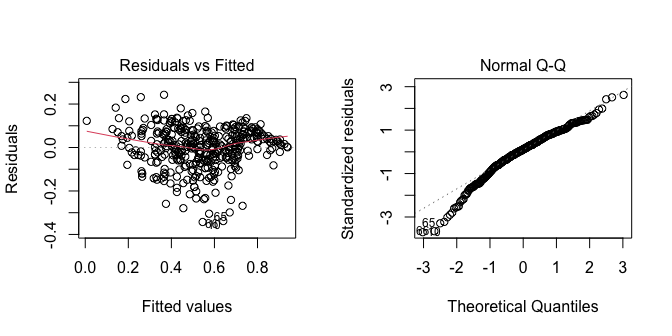 Residuals vs Fitted
Residuals
0.2
0.0
-0.2
-0.4
0.0 0.2 0.4 0.6 0.8
Fitted values
65
Normal Q-Q
Standardized residuals
3
1
-1
-3
65
-3 -2 -1 0 1 2 3
Theoretical Quantiles